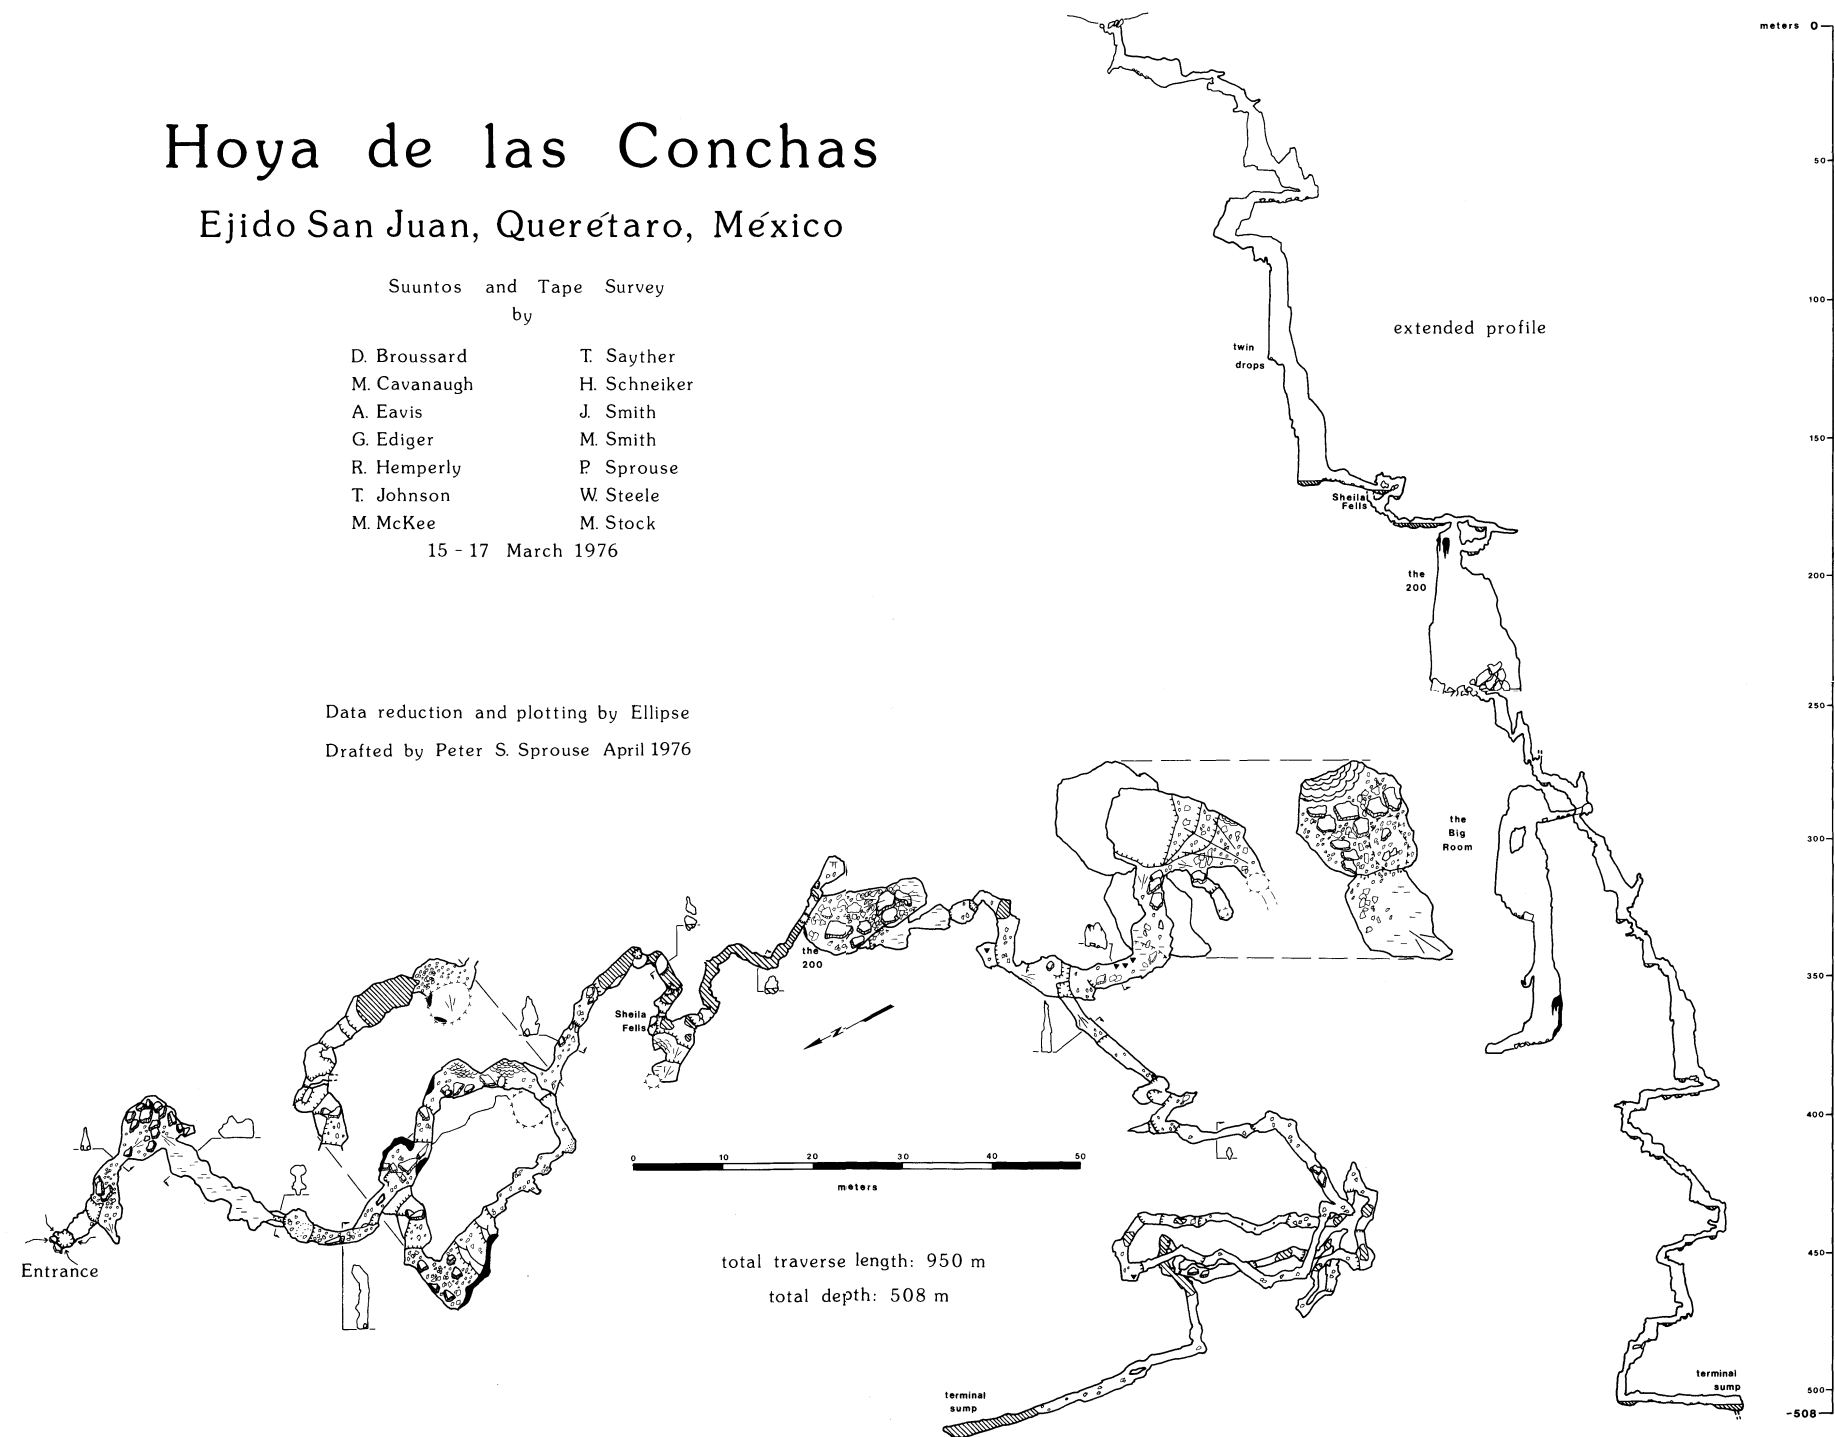 Hoya de las Conchas
Ejido San Juan, Querétaro, México
Suuntos and Tape Survey
by
D. Broussard
M. Cavanaugh
A. Eavis
G. Ediger
R. Hemperly
T. Johnson
M. McKee
T. Sayther
H. Schneiker
J. Smith
M. Smith
P. Sprouse
W. Steele
M. Stock
15 - 17 March 1976
Data reduction and plotting by Ellipse
Drafted by Peter S. Sprouse April 1976
extended profile
meters 0
50
100
150
200
250
300
350
400
450
500
-508
twin
drops
Sheila
Fells
the
200
the
Big
Room
terminal
sump
Entrance
Sheila
Fells
the
200
N
0 10 20 30 40 50
meters
total traverse length: 950 m
total depth: 508 m
terminal
sump